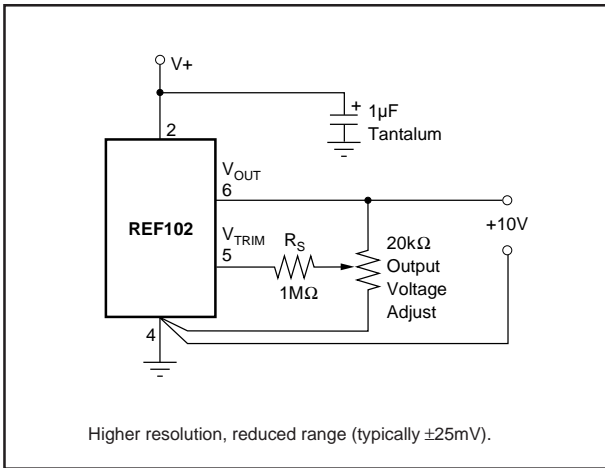 V+
2
+ 1µF
Tantalum
V_OUT
6
REF102
V_TRIM
5
R_S
1MΩ
20kΩ
Output
Voltage
Adjust
+10V
4
Higher resolution, reduced range (typically ±25mV).